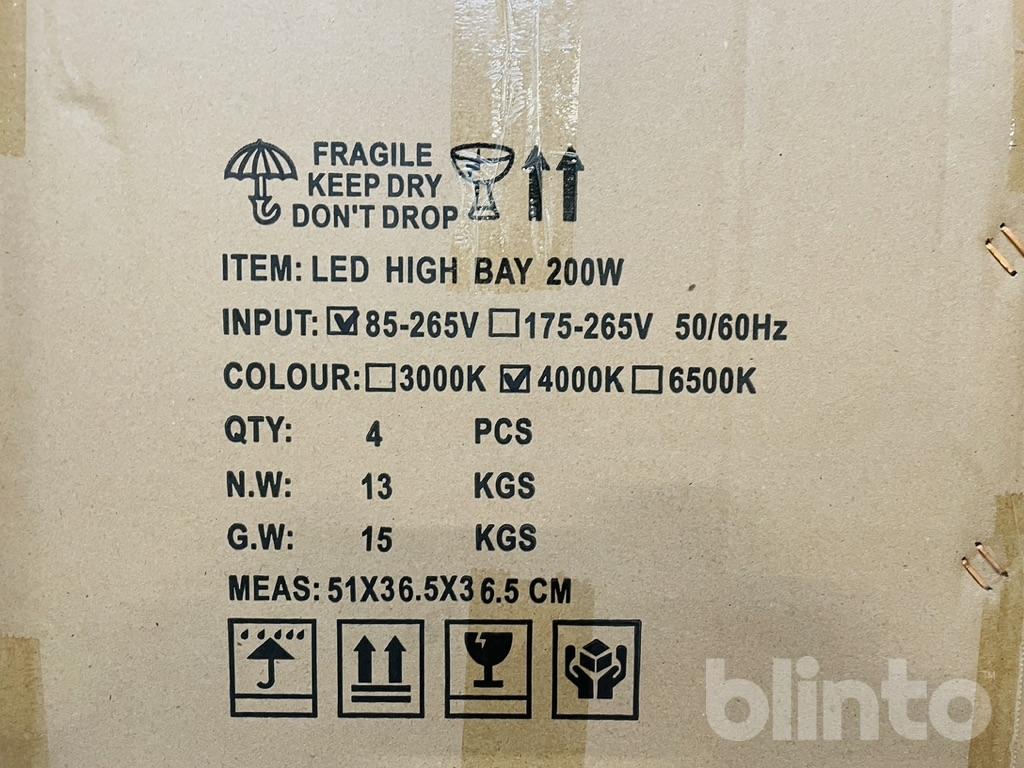 FRAGILE
KEEP DRY
DON'T DROP
ITEM: LED HIGH BAY 200W
INPUT: ☑ 85-265V ☐ 175-265V 50/60Hz
COLOUR: ☐ 3000K ☑ 4000K ☐ 6500K
QTY: 4 PCS
N.W: 13 KGS
G.W: 15 KGS
MEAS: 51X36.5X36.5 CM
blinto™